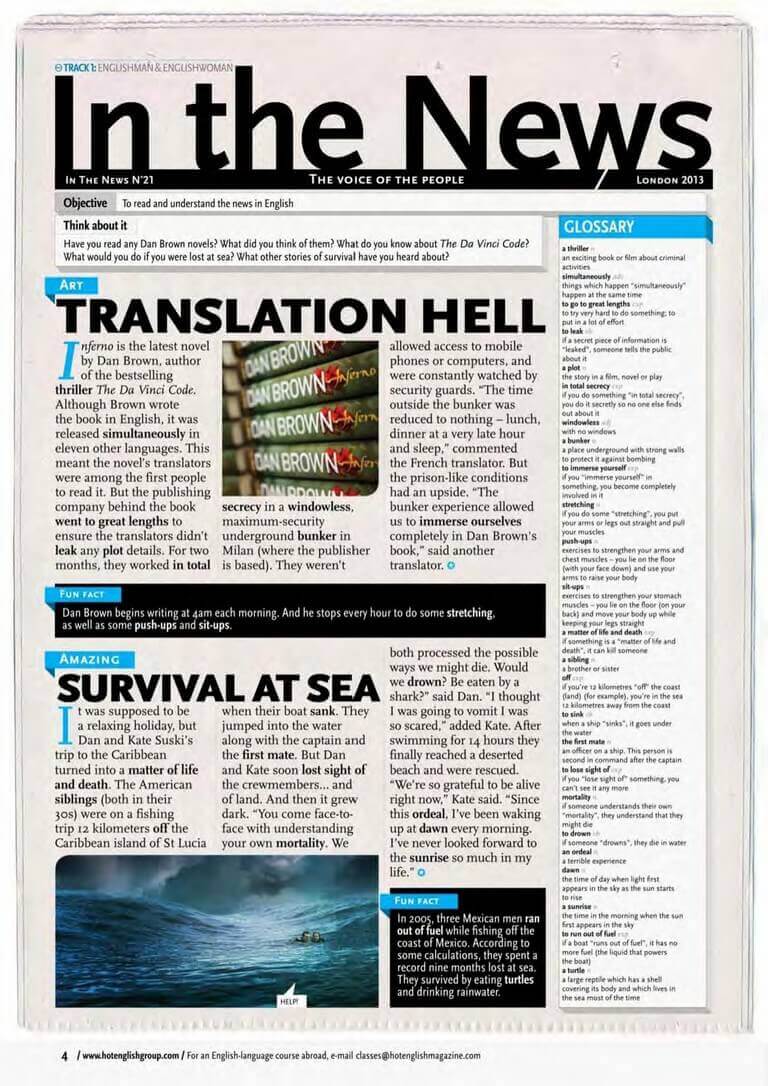 TRACK 1: ENGLISHMAN & ENGLISHWOMAN
In the News
IN THE NEWS Nº21
THE VOICE OF THE PEOPLE
LONDON 2013
Objective To read and understand the news in English
Think about it
Have you read any Dan Brown novels? What did you think of them? What do you know about The Da Vinci Code?
What would you do if you were lost at sea? What other stories of survival have you heard about?
ART
TRANSLATION HELL
Inferno is the latest novel
by Dan Brown, author
of the bestselling
thriller The Da Vinci Code.
Although Brown wrote
the book in English, it was
released simultaneously in
eleven other languages. This
meant the novel's translators
were among the first people
to read it. But the publishing
company behind the book
went to great lengths to
ensure the translators didn't
leak any plot details. For two
months, they worked in total
DAN BROWN Inferno
DAN BROWN Inferno
DAN BROWN Inferno
DAN BROWN Inferno
DAN BROWN Infer
secrecy in a windowless,
maximum-security
underground bunker in
Milan (where the publisher
is based). They weren't
allowed access to mobile
phones or computers, and
were constantly watched by
security guards. "The time
outside the bunker was
reduced to nothing – lunch,
dinner at a very late hour
and sleep," commented
the French translator. But
the prison-like conditions
had an upside. "The
bunker experience allowed
us to immerse ourselves
completely in Dan Brown's
book," said another
translator.
FUN FACT
Dan Brown begins writing at 4am each morning. And he stops every hour to do some stretching,
as well as some push-ups and sit-ups.
AMAZING
SURVIVAL AT SEA
It was supposed to be
a relaxing holiday, but
Dan and Kate Suski's
trip to the Caribbean
turned into a matter of life
and death. The American
siblings (both in their
30s) were on a fishing
trip 12 kilometers off the
Caribbean island of St Lucia
when their boat sank. They
jumped into the water
along with the captain and
the first mate. But Dan
and Kate soon lost sight of
the crewmembers... and
of land. And then it grew
dark. "You come face-to-
face with understanding
your own mortality. We
both processed the possible
ways we might die. Would
we drown? Be eaten by a
shark?" said Dan. "I thought
I was going to vomit I was
so scared," added Kate. After
swimming for 14 hours they
finally reached a deserted
beach and were rescued.
"We're so grateful to be alive
right now," Kate said. "Since
this ordeal, I've been waking
up at dawn every morning.
I've never looked forward to
the sunrise so much in my
life."
HELP!
FUN FACT
In 2005, three Mexican men ran
out of fuel while fishing off the
coast of Mexico. According to
some calculations, they spent a
record nine months lost at sea.
They survived by eating turtles
and drinking rainwater.
GLOSSARY
a thriller n
an exciting book or film about criminal
activities
simultaneously adv
things which happen "simultaneously"
happen at the same time
to go to great lengths exp
to try very hard to do something; to
put in a lot of effort
to leak vb
if a secret piece of information is
"leaked", someone tells the public
about it
a plot n
the story in a film, novel or play
in total secrecy exp
if you do something "in total secrecy",
you do it secretly so no one else finds
out about it
windowless adj
with no windows
a bunker n
a place underground with strong walls
to protect it against bombing
to immerse yourself exp
if you "immerse yourself" in
something, you become completely
involved in it
stretching n
if you do some "stretching", you put
your arms or legs out straight and pull
your muscles
push-ups n
exercises to strengthen your arms and
chest muscles – you lie on the floor
(with your face down) and use your
arms to raise your body
sit-ups n
exercises to strengthen your stomach
muscles – you lie on the floor (on your
back) and move your body up while
keeping your legs straight
a matter of life and death exp
if something is a "matter of life and
death", it can kill someone
a sibling n
a brother or sister
off exp
if you're 12 kilometres "off" the coast
(land) (for example), you're in the sea
12 kilometres away from the coast
to sink vb
when a ship "sinks", it goes under
the water
the first mate n
an officer on a ship. This person is
second in command after the captain
to lose sight of exp
if you "lose sight of" something, you
can't see it any more
mortality n
if someone understands their own
"mortality", they understand that they
might die
to drown vb
if someone "drowns", they die in water
an ordeal n
a terrible experience
dawn n
the time of day when light first
appears in the sky as the sun starts
to rise
a sunrise n
the time in the morning when the sun
first appears in the sky
to run out of fuel exp
if a boat "runs out of fuel", it has no
more fuel (the liquid that powers
the boat)
a turtle n
a large reptile which has a shell
covering its body and which lives in
the sea most of the time
4 / www.hotenglishgroup.com / For an English-language course abroad, e-mail classes@hotenglishmagazine.com